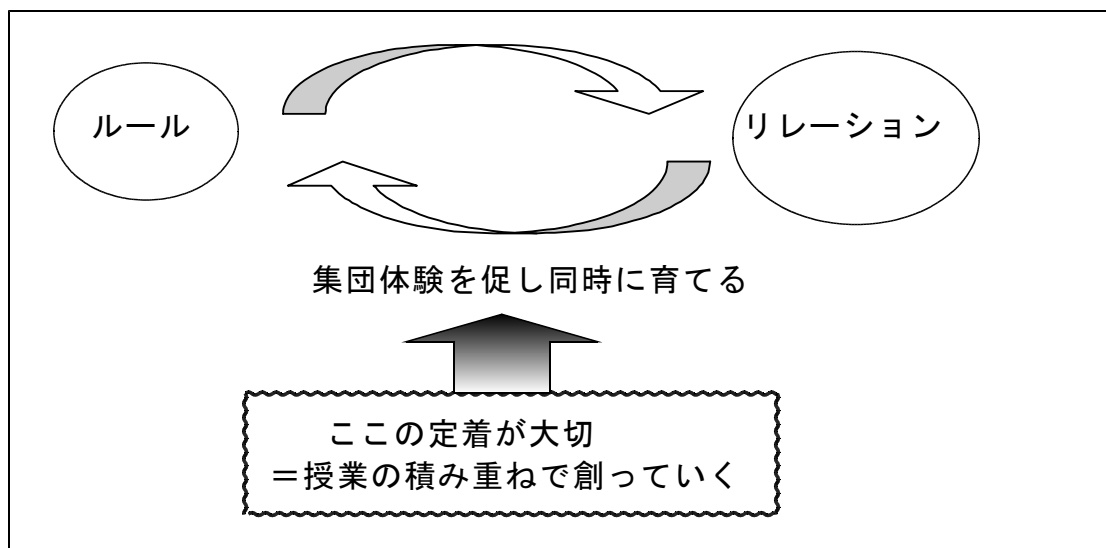 ルール
リレーション
集団体験を促し同時に育てる
ここの定着が大切
＝授業の積み重ねで創っていく